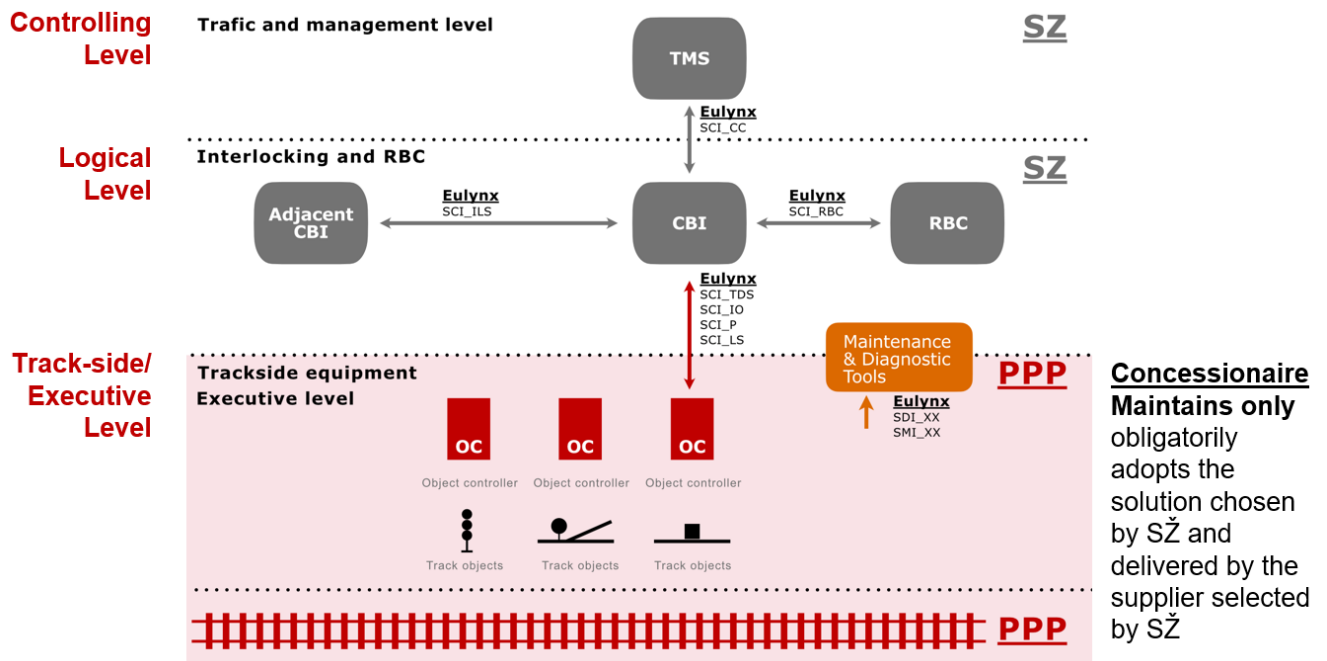 Controlling
Level
Trafic and management level
SZ
TMS
Eulynx
SCI_CC
Logical
Level
Interlocking and RBC
SZ
Adjacent
CBI
Eulynx
SCI_ILS
CBI
Eulynx
SCI_RBC
RBC
Eulynx
SCI_TDS
SCI_IO
SCI_P
SCI_LS
Maintenance
& Diagnostic
Tools
Track-side/
Executive
Level
Trackside equipment
Executive level
PPP
Eulynx
SDI_XX
SMI_XX
OC
OC
OC
Object controller
Object controller
Object controller
Track objects
Track objects
Track objects
PPP
Concessionaire
Maintains only
obligatorily
adopts the
solution chosen
by SŽ and
delivered by the
supplier selected
by SŽ